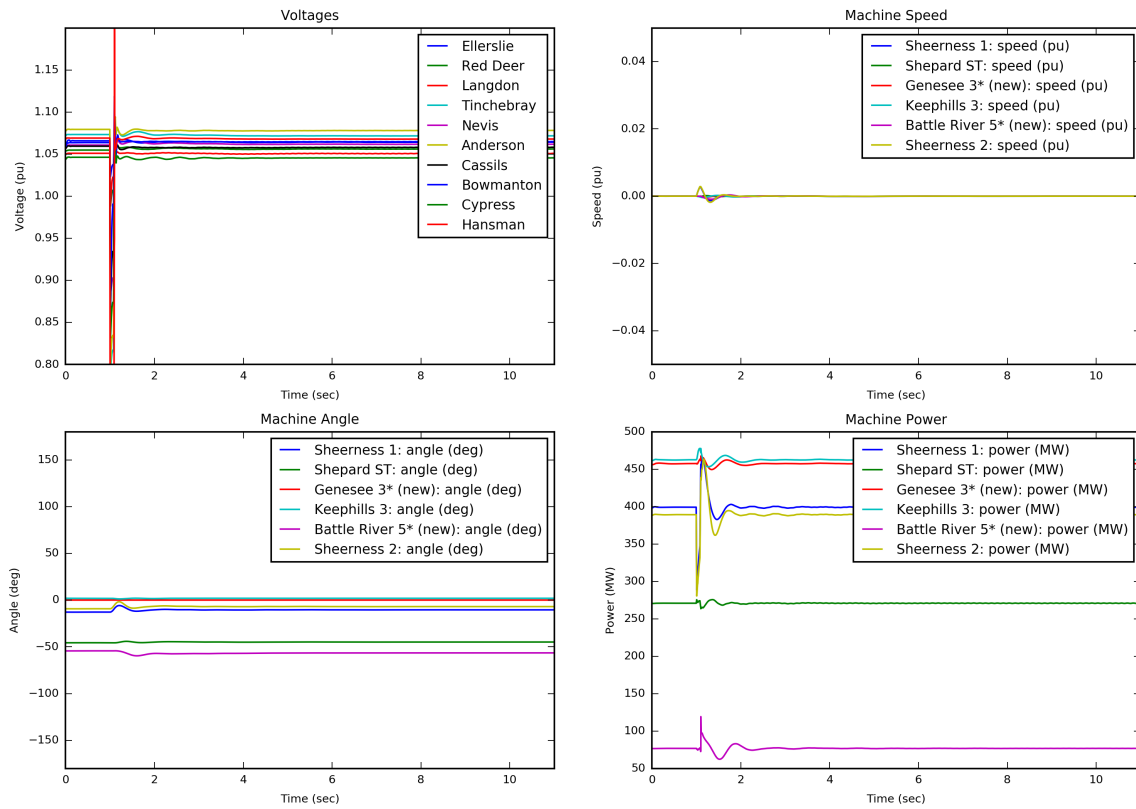 Voltages
1.15
1.10
1.05
1.00
0.95
0.90
0.85
0.80
Voltage (pu)
0
2
4
6
8
10
Time (sec)
Ellerslie
Red Deer
Langdon
Tinchebray
Nevis
Anderson
Cassils
Bowmanton
Cypress
Hansman
Machine Speed
0.04
0.02
0.00
−0.02
−0.04
Speed (pu)
0
2
4
6
8
10
Time (sec)
Sheerness 1: speed (pu)
Shepard ST: speed (pu)
Genesee 3* (new): speed (pu)
Keephills 3: speed (pu)
Battle River 5* (new): speed (pu)
Sheerness 2: speed (pu)
Machine Angle
150
100
50
0
−50
−100
−150
Angle (deg)
0
2
4
6
8
10
Time (sec)
Sheerness 1: angle (deg)
Shepard ST: angle (deg)
Genesee 3* (new): angle (deg)
Keephills 3: angle (deg)
Battle River 5* (new): angle (deg)
Sheerness 2: angle (deg)
Machine Power
500
450
400
350
300
250
200
150
100
50
Power (MW)
0
2
4
6
8
10
Time (sec)
Sheerness 1: power (MW)
Shepard ST: power (MW)
Genesee 3* (new): power (MW)
Keephills 3: power (MW)
Battle River 5* (new): power (MW)
Sheerness 2: power (MW)